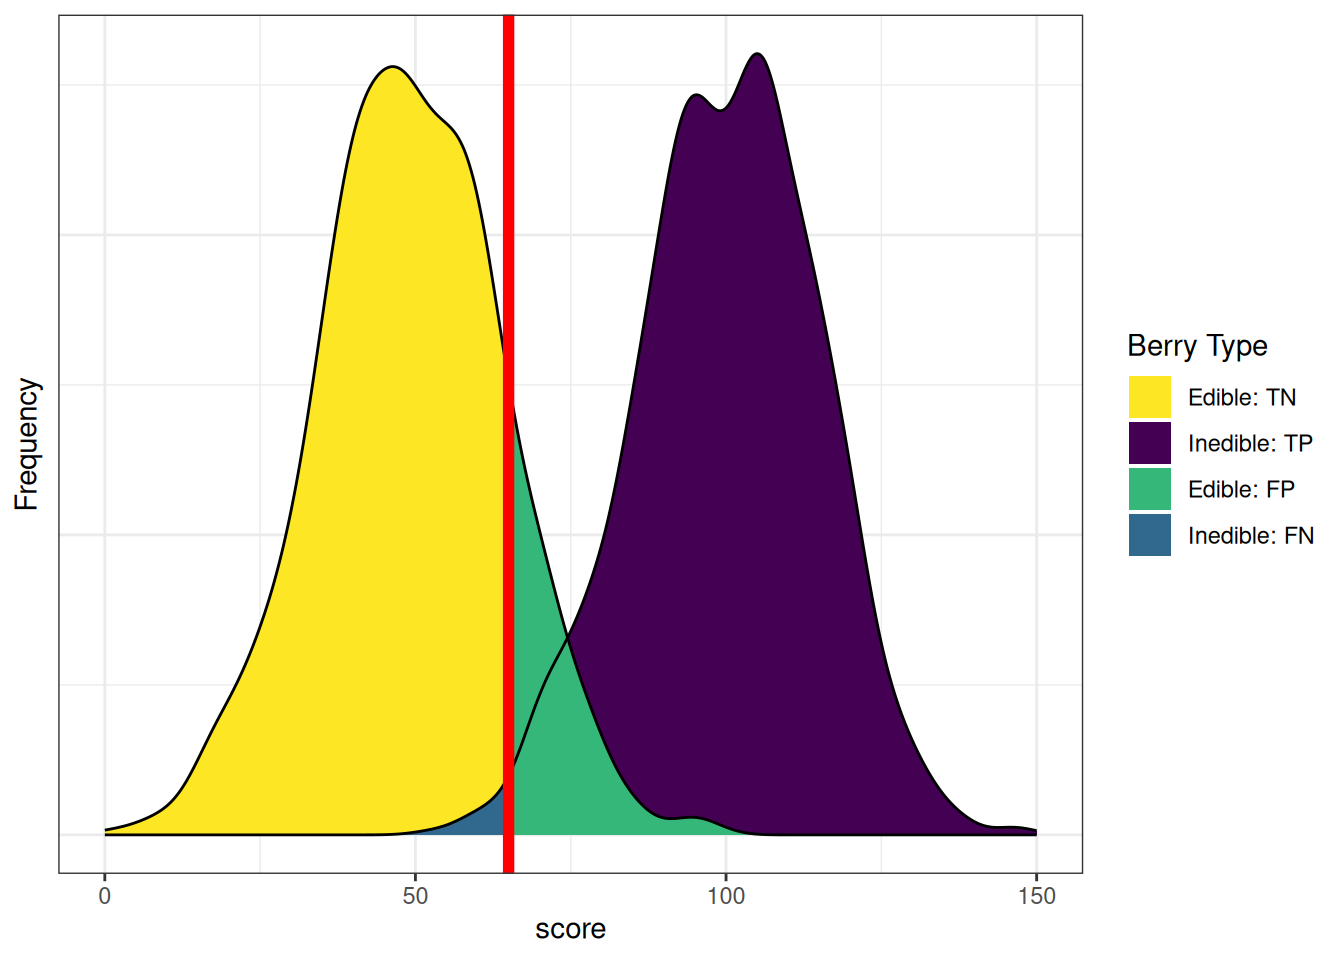 Frequency
0
50
100
150
score
Berry Type
Edible: TN
Inedible: TP
Edible: FP
Inedible: FN